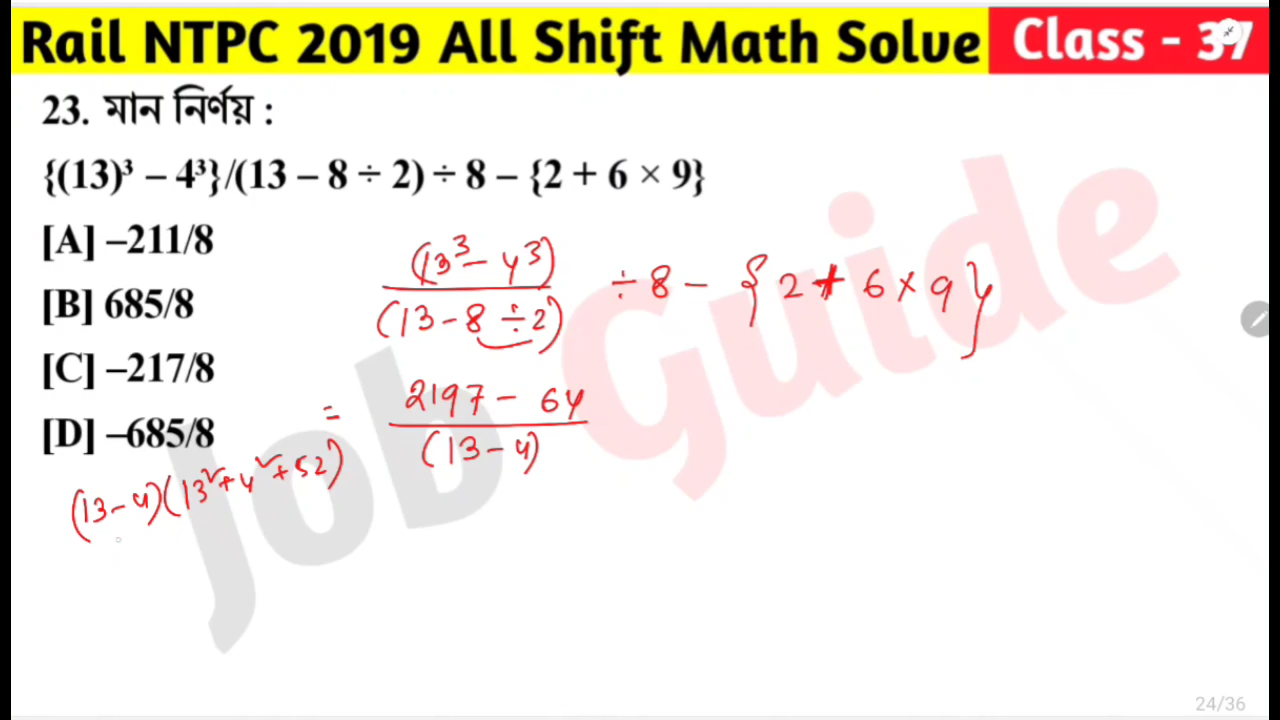 Rail NTPC 2019 All Shift Math Solve Class - 37
23. মান নির্ণয় :
{(13)³ – 4³}/(13 – 8 ÷ 2) ÷ 8 – {2 + 6 × 9}
[A] –211/8
[B] 685/8
[C] –217/8
[D] –685/8
(13³ – 4³) / (13 – 8 ÷ 2) ÷ 8 – {2 + 6 × 9}
= 2197 – 64 / (13 – 4)
(13 – 4)(13² + 4² + 52)
Job Guide
24/36